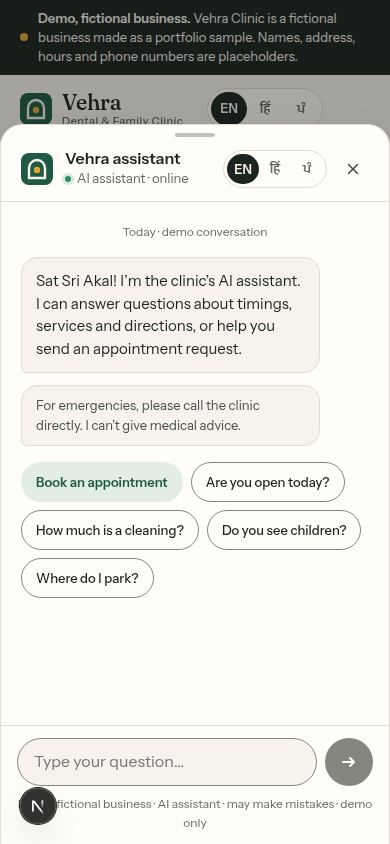 Demo, fictional business. Vehra Clinic is a fictional
business made as a portfolio sample. Names, address,
hours and phone numbers are placeholders.
Vehra
Dental & Family Clinic
EN हिं ਪੰ
Vehra assistant
AI assistant · online
EN हिं ਪੰ
Today · demo conversation
Sat Sri Akal! I’m the clinic’s AI assistant.
I can answer questions about timings,
services and directions, or help you
send an appointment request.
For emergencies, please call the clinic
directly. I can’t give medical advice.
Book an appointment
Are you open today?
How much is a cleaning?
Do you see children?
Where do I park?
Type your question…
N
fictional business · AI assistant · may make mistakes · demo
only